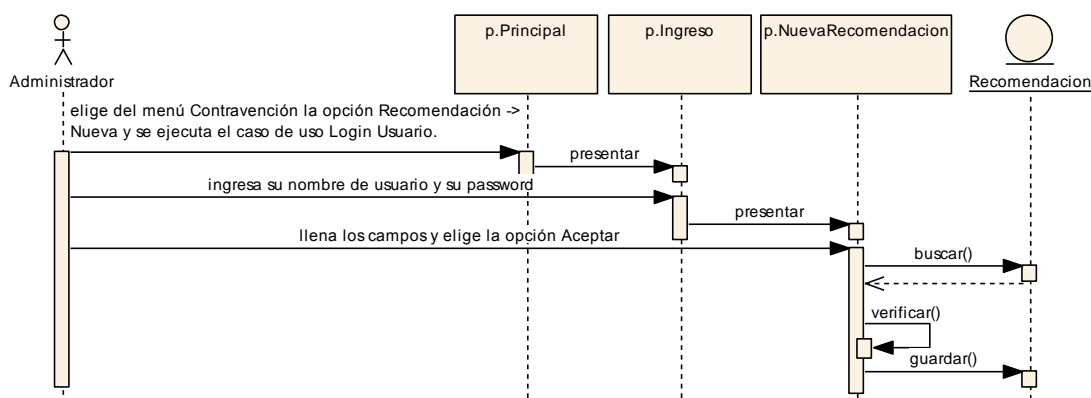 p.Principal
p.Ingreso
p.NuevaRecomendacion
Administrador
Recomendacion
elige del menú Contravención la opción Recomendación ->
Nueva y se ejecuta el caso de uso Login Usuario.
presentar
ingresa su nombre de usuario y su password
presentar
llena los campos y elige la opción Aceptar
buscar()
verificar()
guardar()